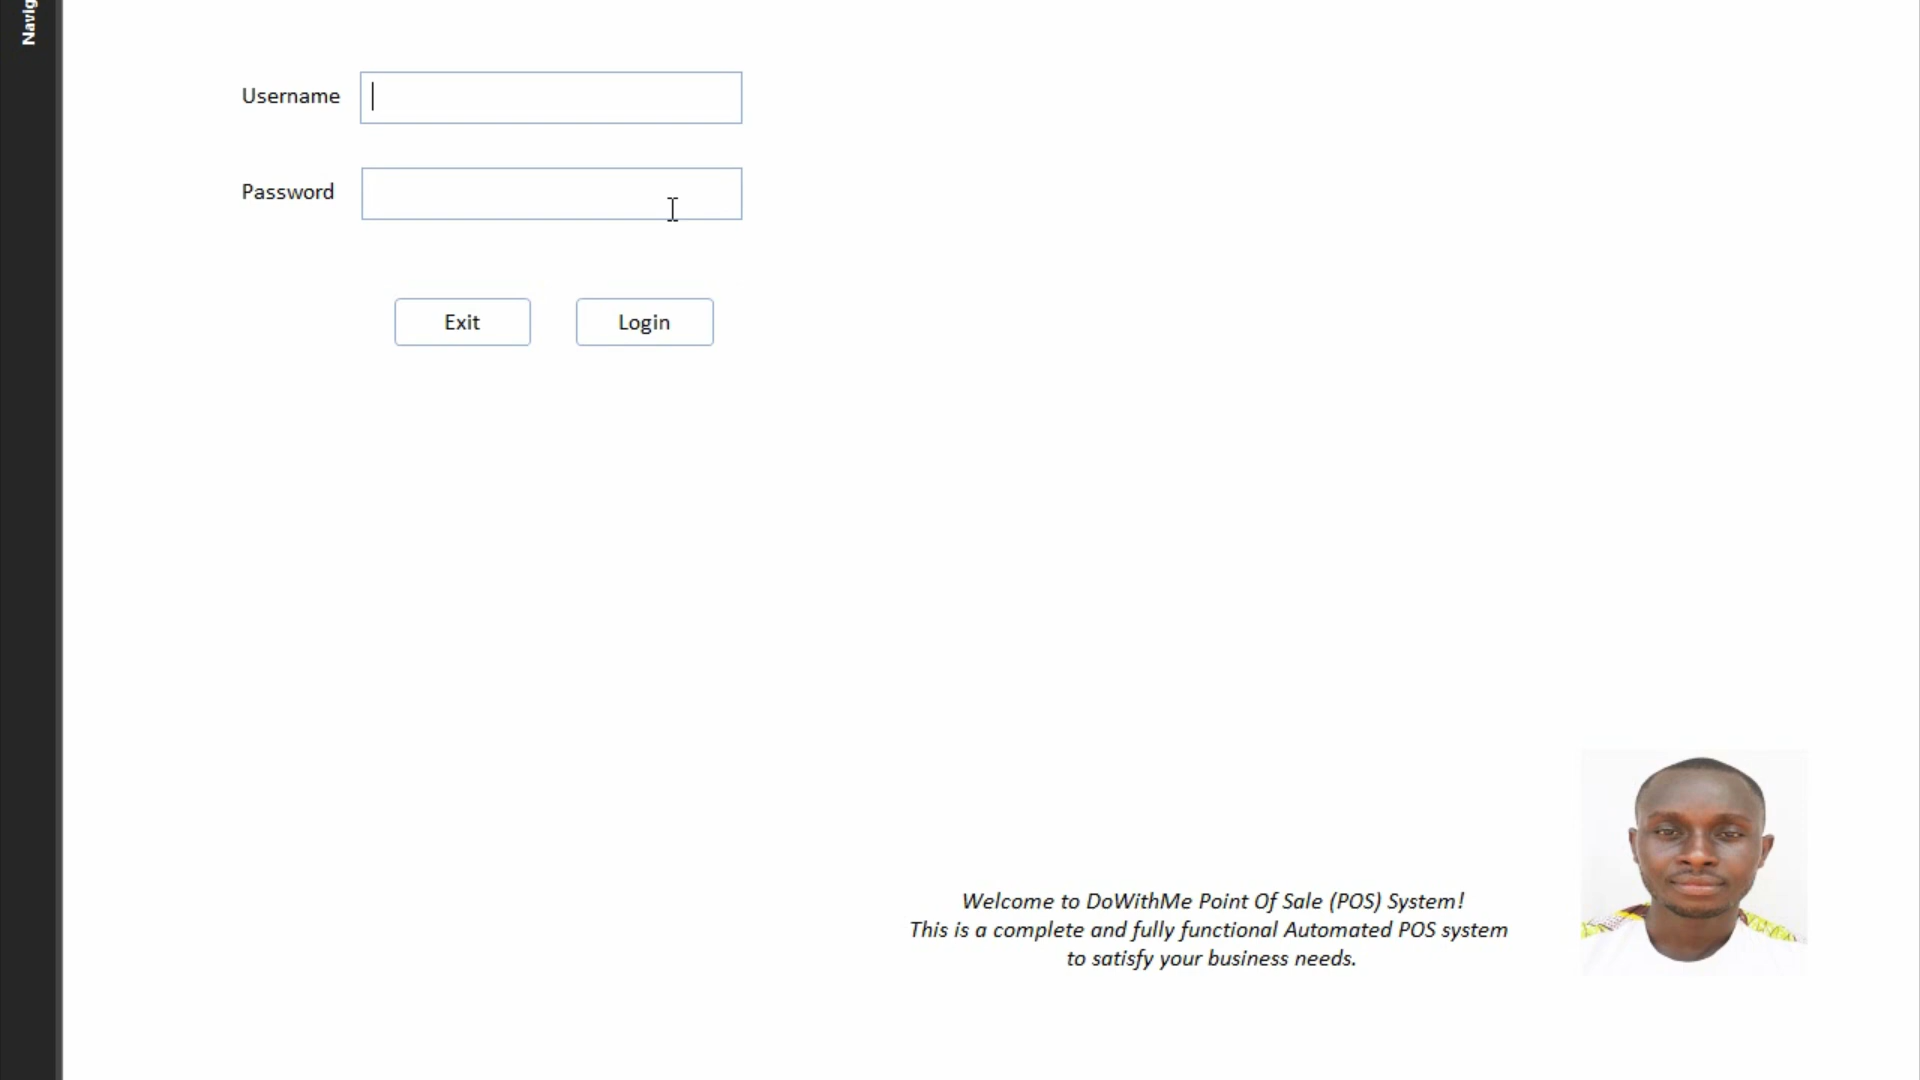 Navig
Username
Password
Exit
Login
Welcome to DoWithMe Point Of Sale (POS) System!
This is a complete and fully functional Automated POS system
to satisfy your business needs.